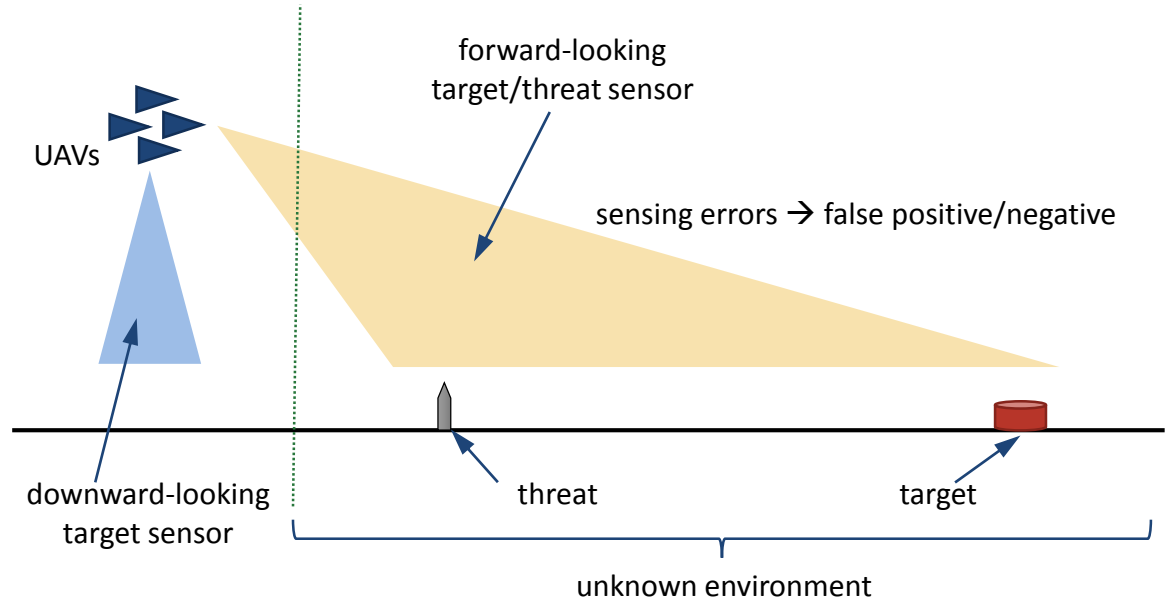 forward-looking
target/threat sensor
UAVs
sensing errors → false positive/negative
downward-looking
target sensor
threat
target
unknown environment